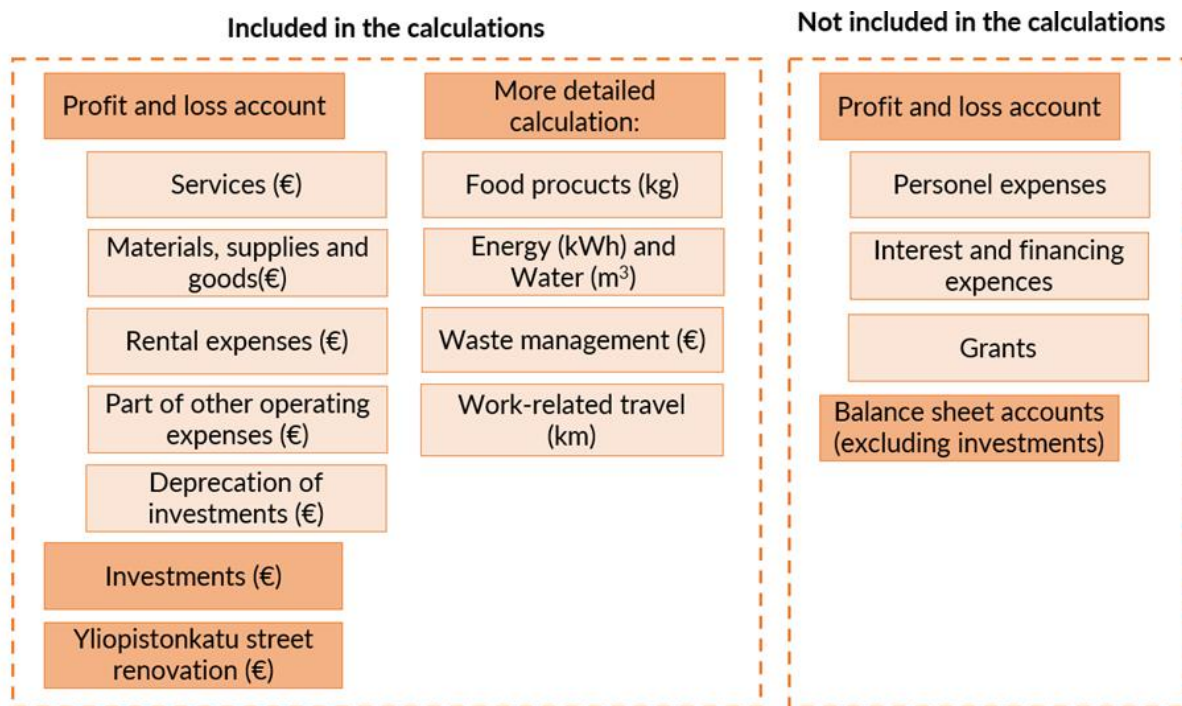 Included in the calculations
Profit and loss account
Services (€)
Materials, supplies and
goods(€)
Rental expenses (€)
Part of other operating
expenses (€)
Deprecation of
investments (€)
Investments (€)
Yliopistonkatu street
renovation (€)
More detailed
calculation:
Food procucts (kg)
Energy (kWh) and
Water (m³)
Waste management (€)
Work-related travel
(km)
Not included in the calculations
Profit and loss account
Personel expenses
Interest and financing
expences
Grants
Balance sheet accounts
(excluding investments)